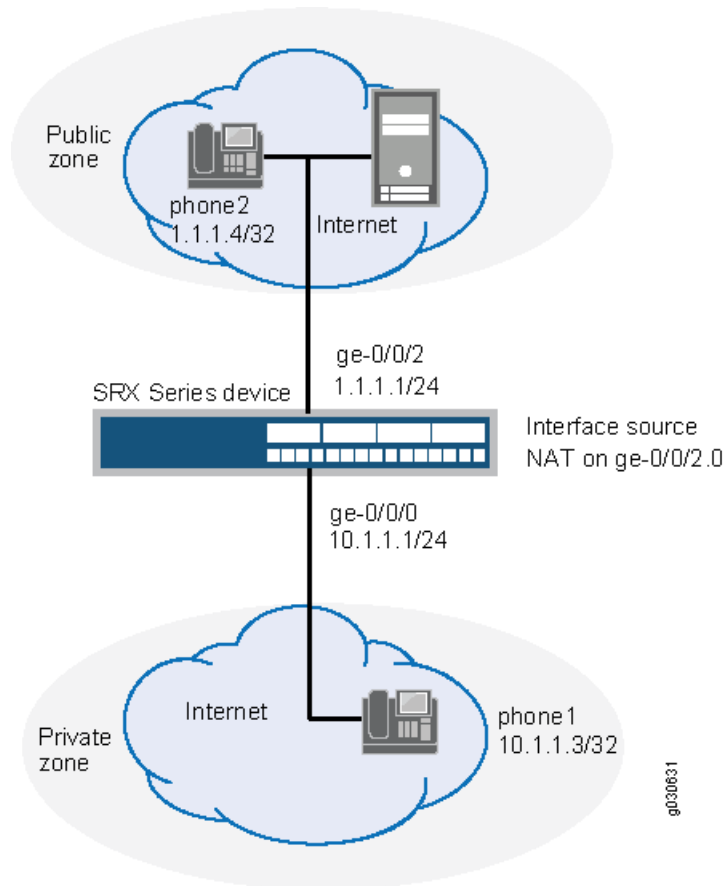 Public
zone
phone2
1.1.1.4/32
Internet
ge-0/0/2
1.1.1.1/24
SRX Series device
Interface source
NAT on ge-0/0/2.0
ge-0/0/0
10.1.1.1/24
Internet
phone1
10.1.1.3/32
Private
zone
g030631